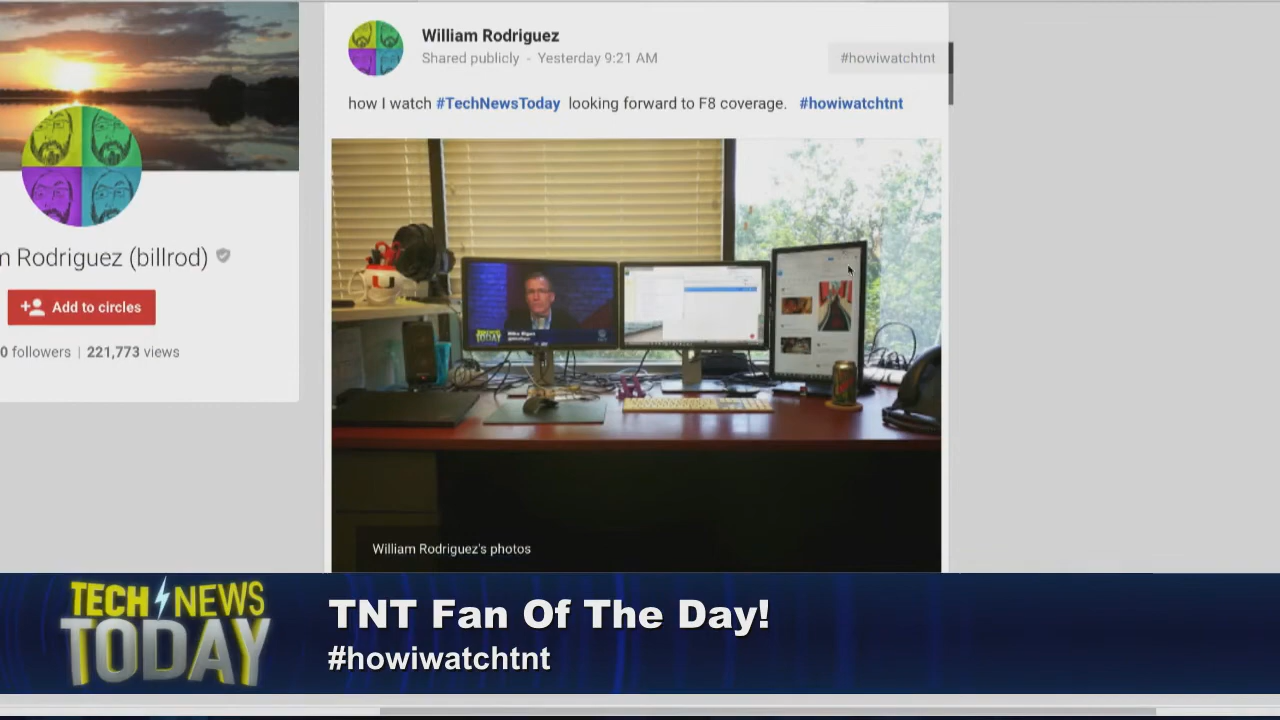 William Rodriguez
Shared publicly - Yesterday 9:21 AM
#howiwatchtnt
how I watch #TechNewsToday looking forward to F8 coverage. #howiwatchtnt
Rodriguez (billrod)
Add to circles
0 followers | 221,773 views
U
TODAY
William Rodriguez's photos
TECH NEWS
TODAY
TNT Fan Of The Day!
#howiwatchtnt